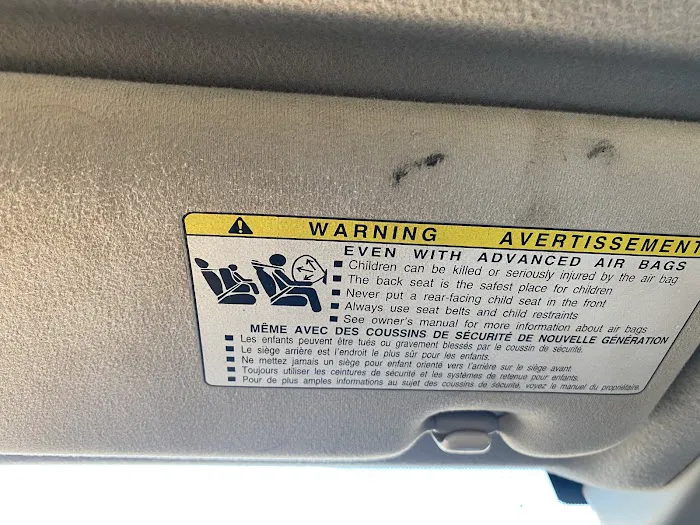 WARNING AVERTISSEMENT
EVEN WITH ADVANCED AIR BAGS
Children can be killed or seriously injured by the air bag
The back seat is the safest place for children
Never put a rear-facing child seat in the front
Always use seat belts and child restraints
See owner's manual for more information about air bags
MÊME AVEC DES COUSSINS DE SÉCURITÉ DE NOUVELLE GÉNÉRATION
Les enfants peuvent être tués ou gravement blessés par le coussin de sécurité.
Le siège arrière est l'endroit le plus sûr pour les enfants.
Ne mettez jamais un siège pour enfant orienté vers l'arrière sur le siège avant.
Toujours utiliser les ceintures de sécurité et les systèmes de retenue pour enfants.
Pour de plus amples informations au sujet des coussins de sécurité, voyez le manuel du propriétaire.